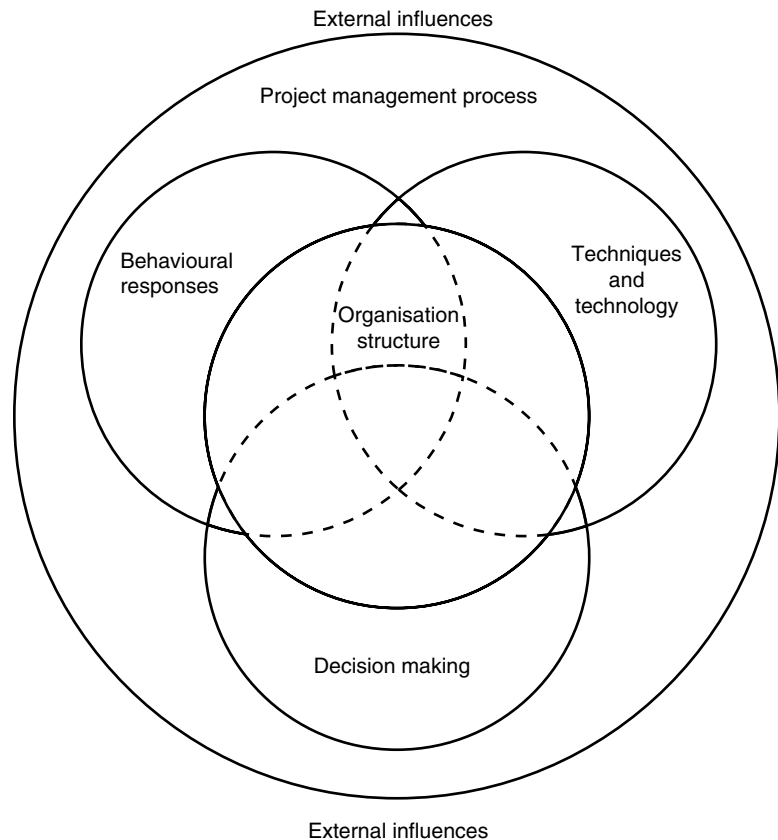 External influences
Project management process
Behavioural
responses
Techniques
and
technology
Organisation
structure
Decision making
External influences